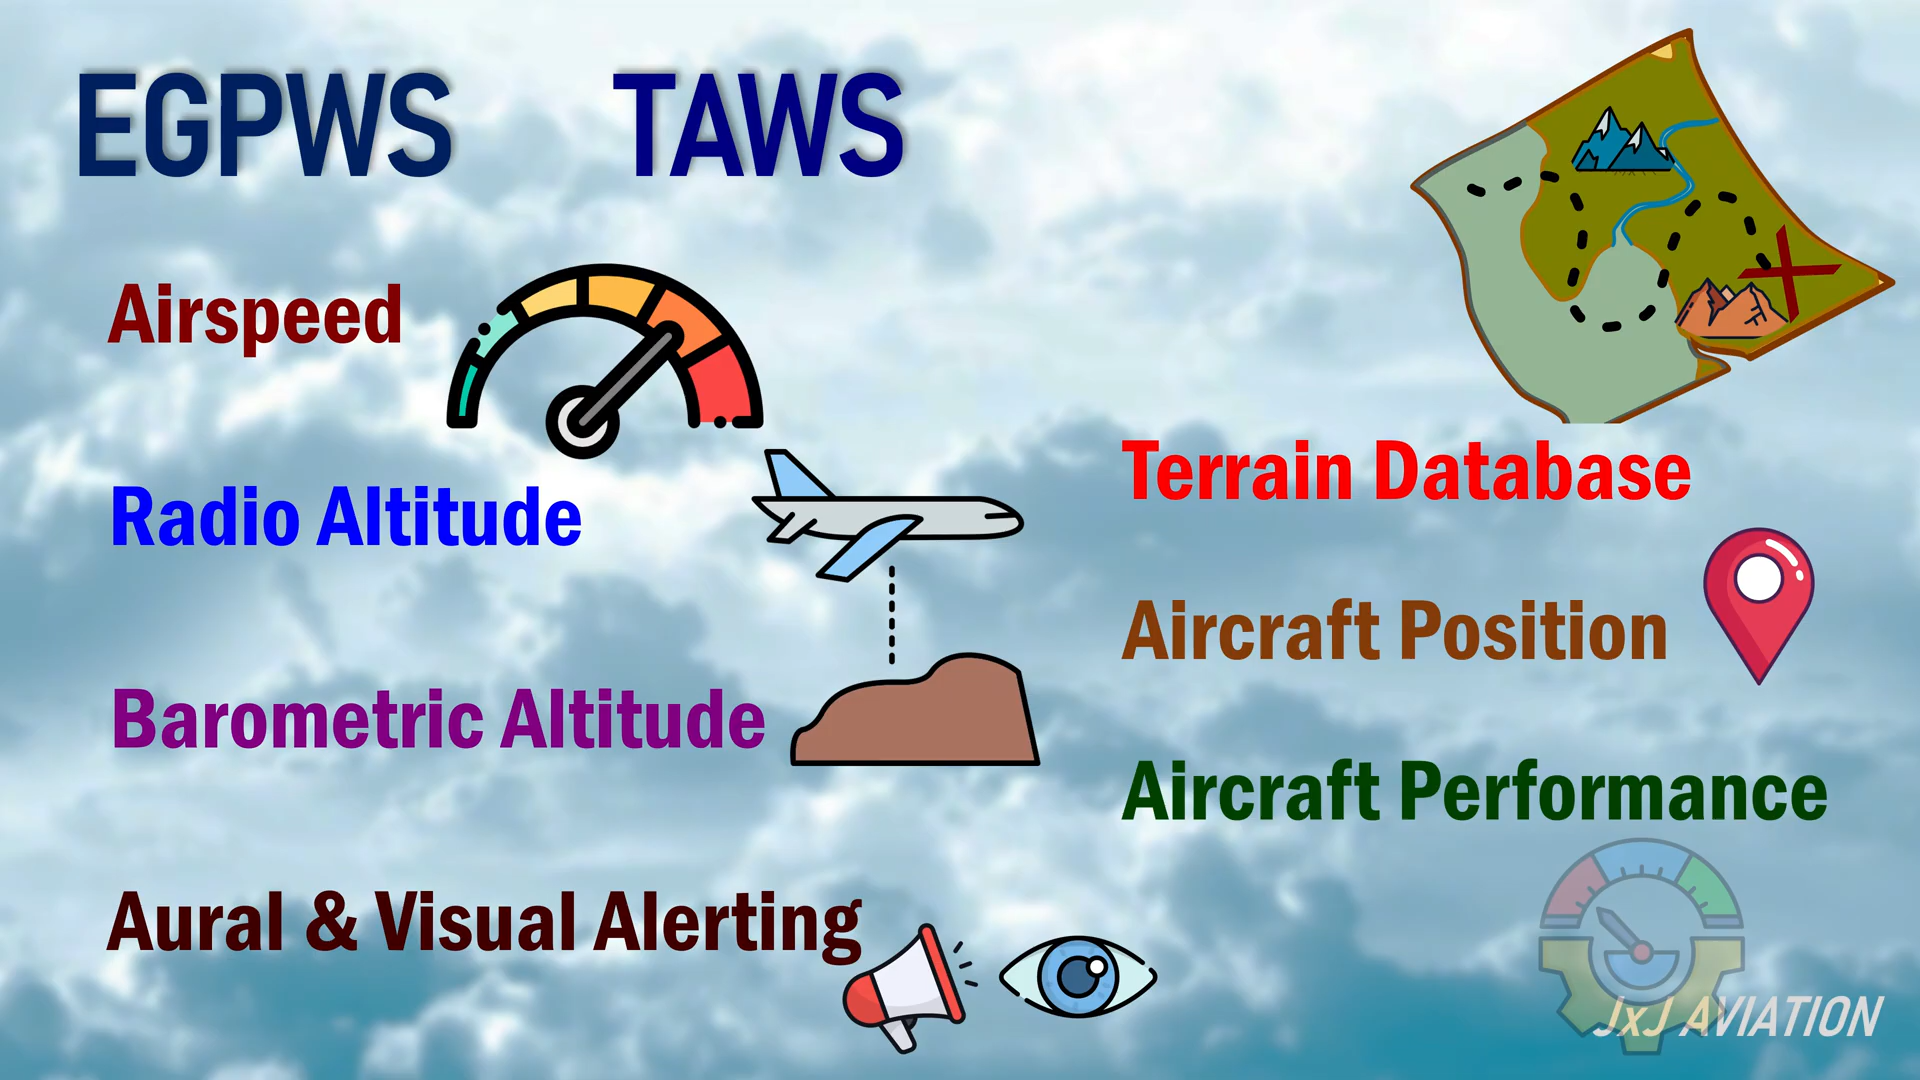 EGPWS TAWS
Airspeed
Radio Altitude
Barometric Altitude
Aural & Visual Alerting
Terrain Database
Aircraft Position
Aircraft Performance
JxJ AVIATION